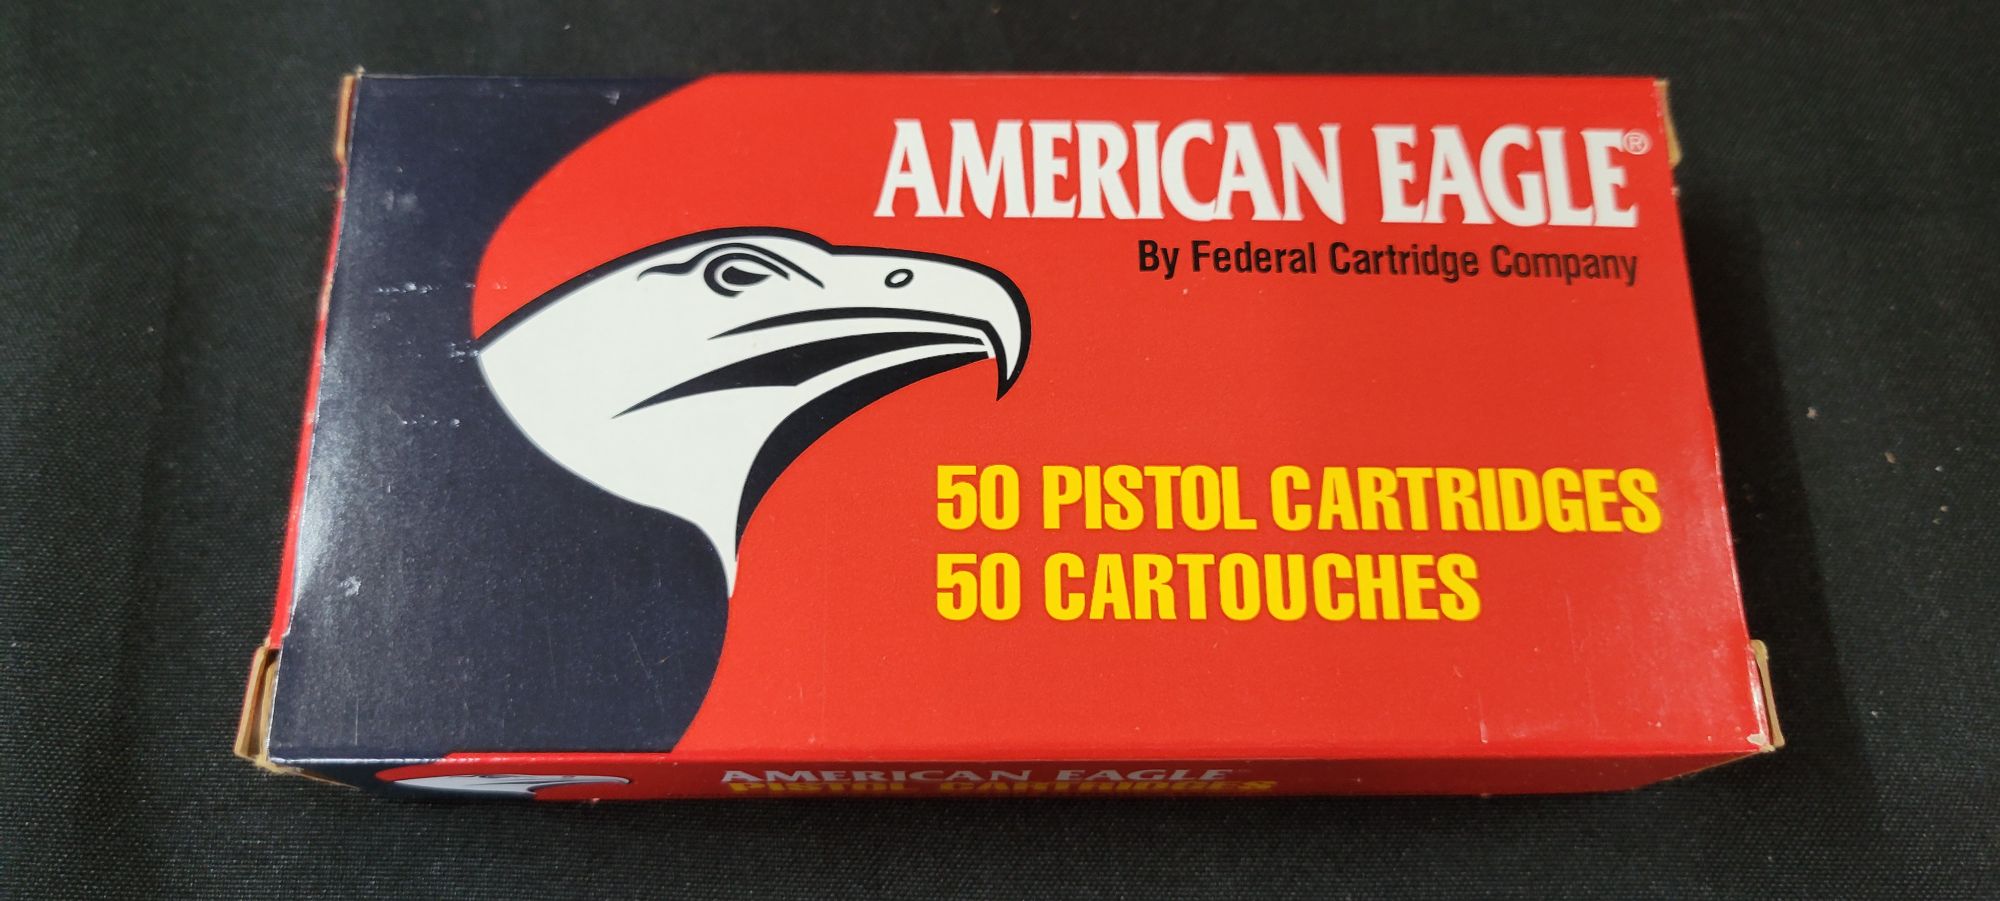 AMERICAN EAGLE®
By Federal Cartridge Company
50 PISTOL CARTRIDGES
50 CARTOUCHES
AMERICAN EAGLE
PISTOL CARTRIDGES